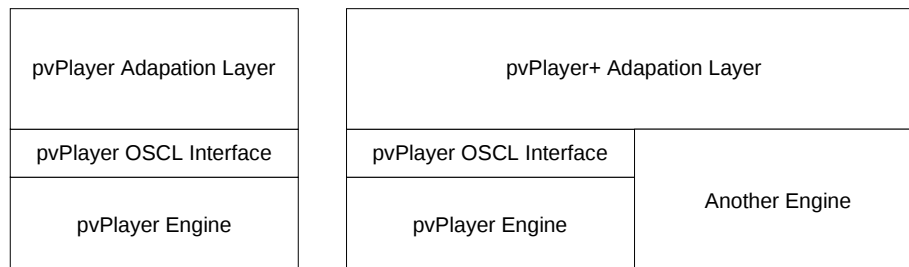 pvPlayer Adapation Layer
pvPlayer+ Adapation Layer
pvPlayer OSCL Interface
pvPlayer OSCL Interface
Another Engine
pvPlayer Engine
pvPlayer Engine